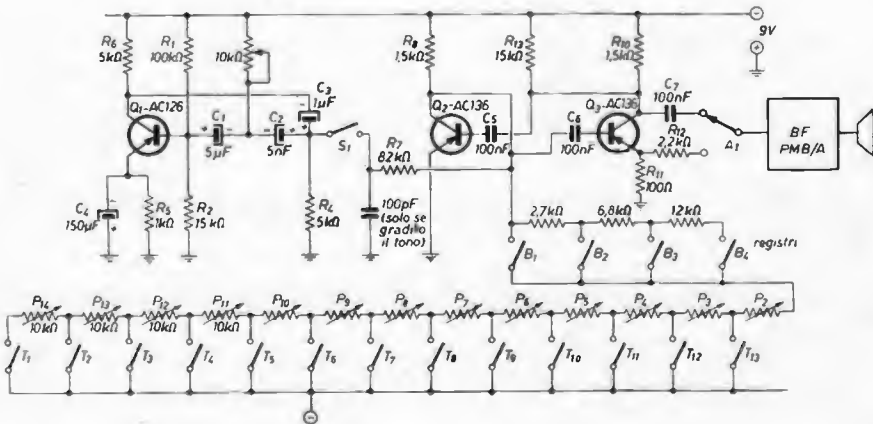 R6
5kΩ
R1
100kΩ
10kΩ
R8
1,5kΩ
R13
15kΩ
R10
1,5kΩ
⊖
9V
⊕
Q1-AC126
C3
1µF
Q2-AC136
Q3-AC136
C7
100nF
C1
5µF
C2
5nF
S1
C5
100nF
C6
100nF
R12
2,2kΩ
A1
BF
PMB/A
R7
82kΩ
R11
100Ω
C4
150µF
R5
1kΩ
R2
15kΩ
R4
5kΩ
100pF
(solo se
gradito
il tono)
2,7kΩ
6,8kΩ
12kΩ
B1
B2
B3
B4
registri
P14
10kΩ
P13
10kΩ
P12
10kΩ
P11
10kΩ
P10
P9
P8
P7
P6
P5
P4
P3
P2
T1
T2
T3
T4
T5
T6
T7
T8
T9
T10
T11
T12
T13
⊖